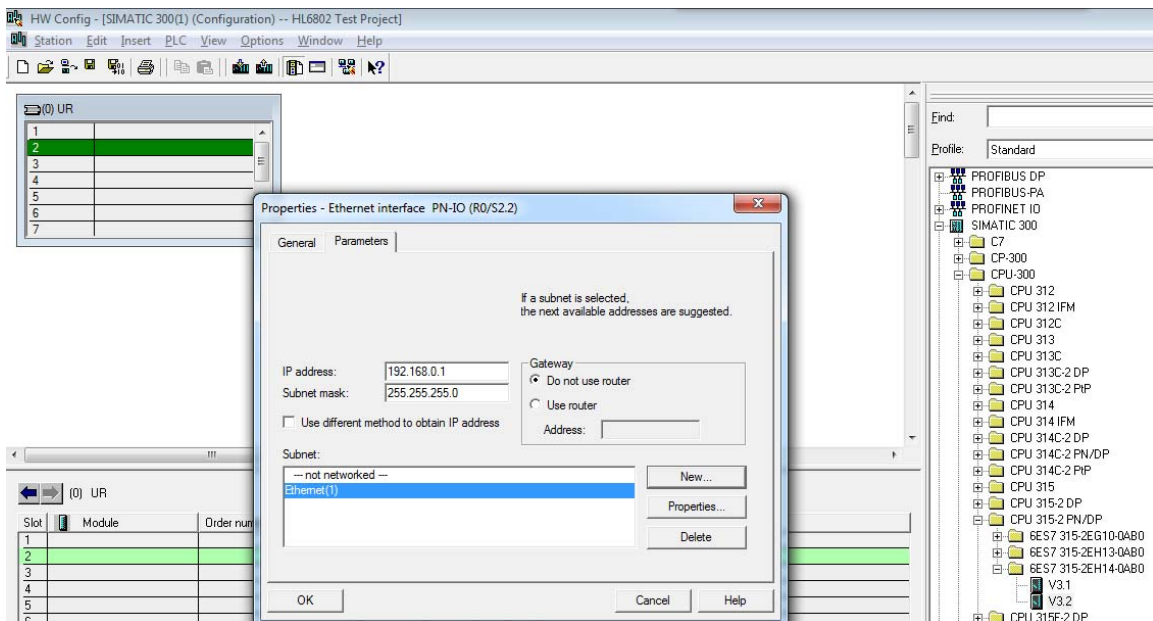 HW Config - [SIMATIC 300(1) (Configuration) -- HL6802 Test Project]
Station Edit Insert PLC View Options Window Help
(0) UR
1
2
3
4
5
6
7
Properties - Ethernet interface PN-IO (R0/S2.2)
General Parameters
If a subnet is selected,
the next available addresses are suggested.
IP address: 192.168.0.1
Subnet mask: 255.255.255.0
Use different method to obtain IP address
Gateway
Do not use router
Use router
Address:
Subnet:
--- not networked ---
Ethernet(1)
New...
Properties...
Delete
OK Cancel Help
(0) UR
Slot Module Order num
1
2
3
4
5
Find:
Profile: Standard
PROFIBUS DP
PROFIBUS-PA
PROFINET IO
SIMATIC 300
C7
CP-300
CPU-300
CPU 312
CPU 312 IFM
CPU 312C
CPU 313
CPU 313C
CPU 313C-2 DP
CPU 313C-2 PtP
CPU 314
CPU 314 IFM
CPU 314C-2 DP
CPU 314C-2 PN/DP
CPU 314C-2 PtP
CPU 315
CPU 315-2 DP
CPU 315-2 PN/DP
6ES7 315-2EG10-0AB0
6ES7 315-2EH13-0AB0
6ES7 315-2EH14-0AB0
V3.1
V3.2
CPU 315F-2 DP